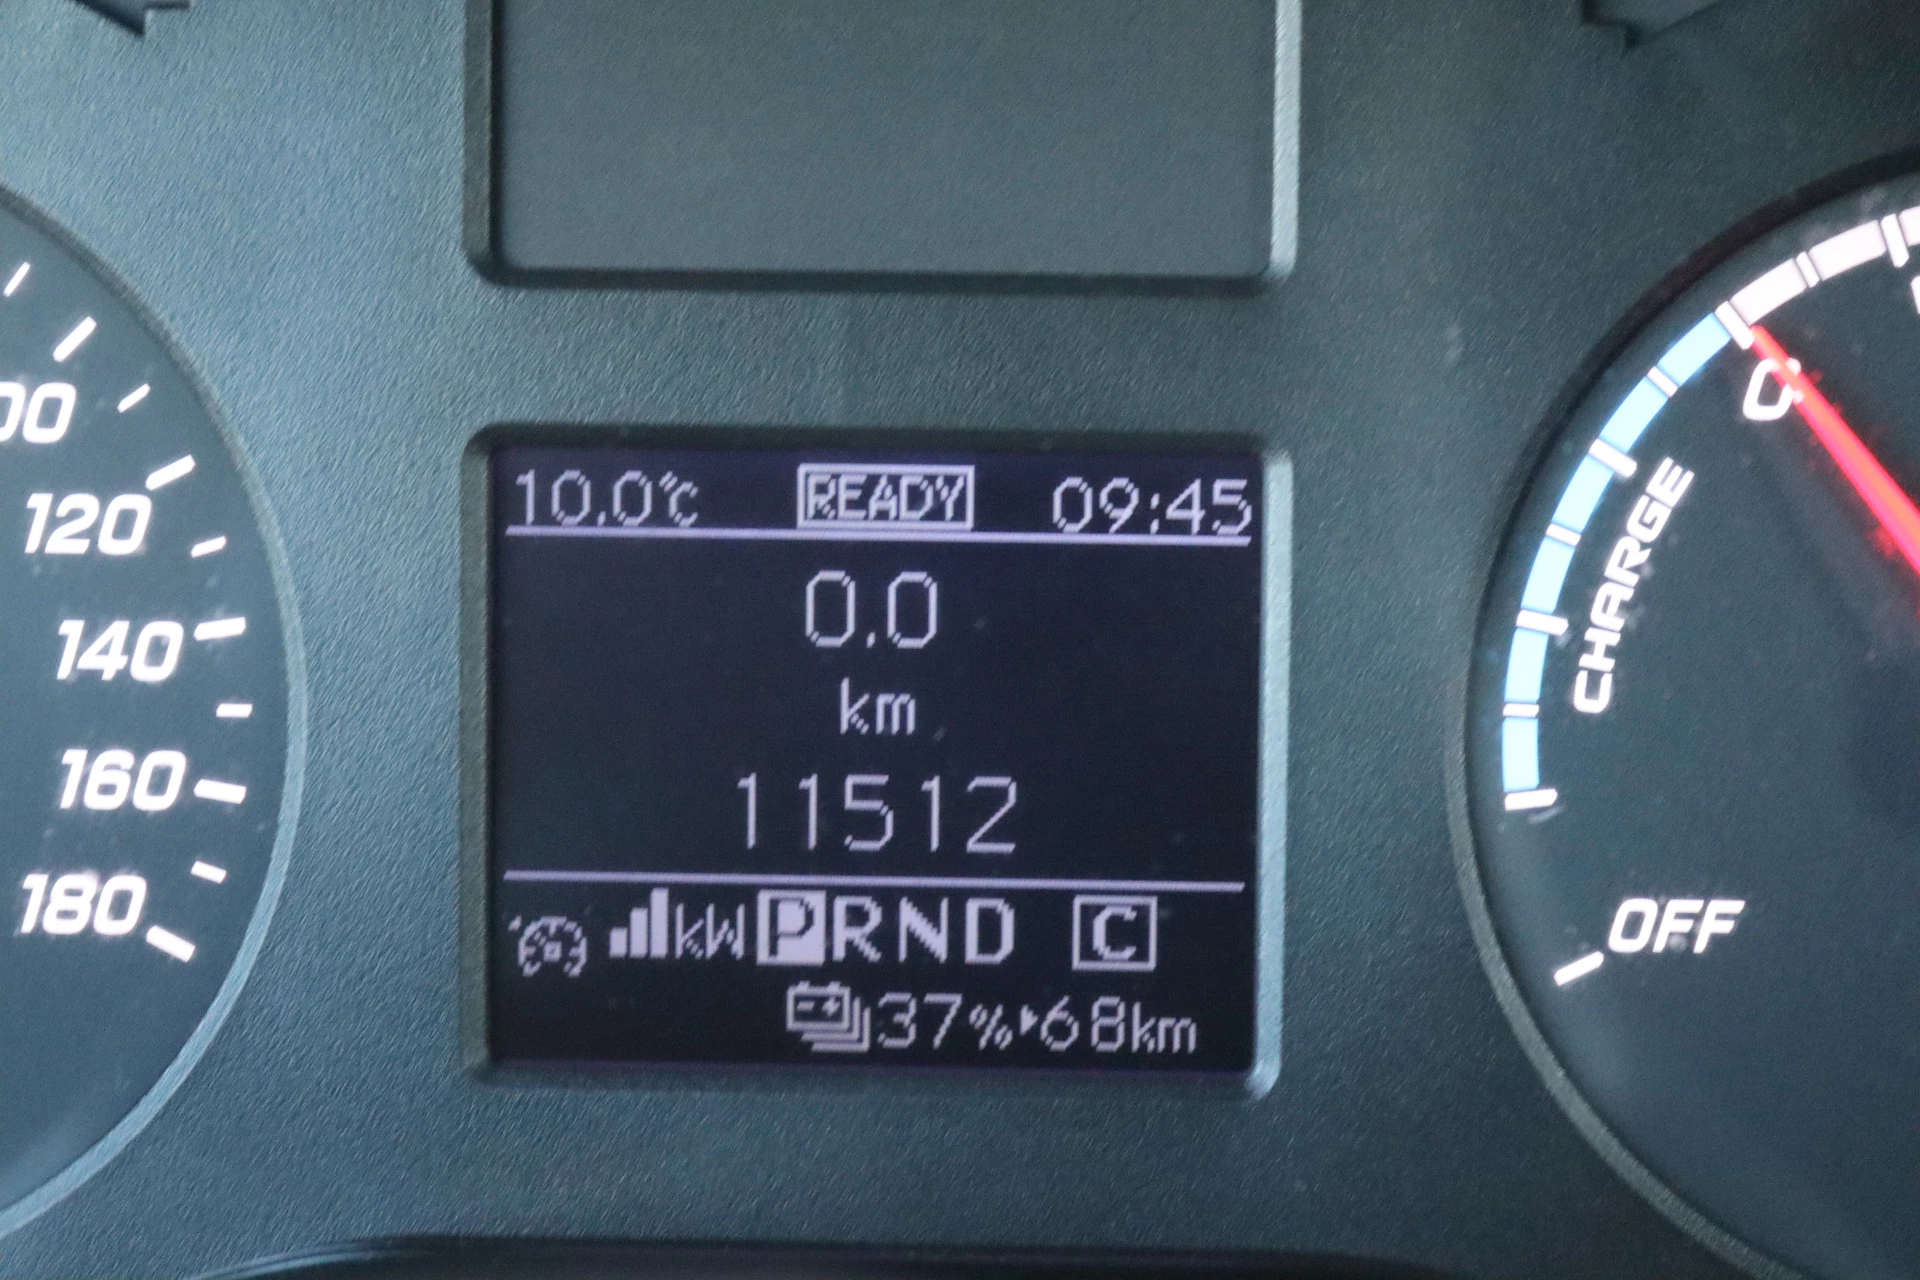 10.0°C READY 09:45
0.0
km
11512
kW PRND C
37%▸68km
120
140
160
180
0
CHARGE
OFF